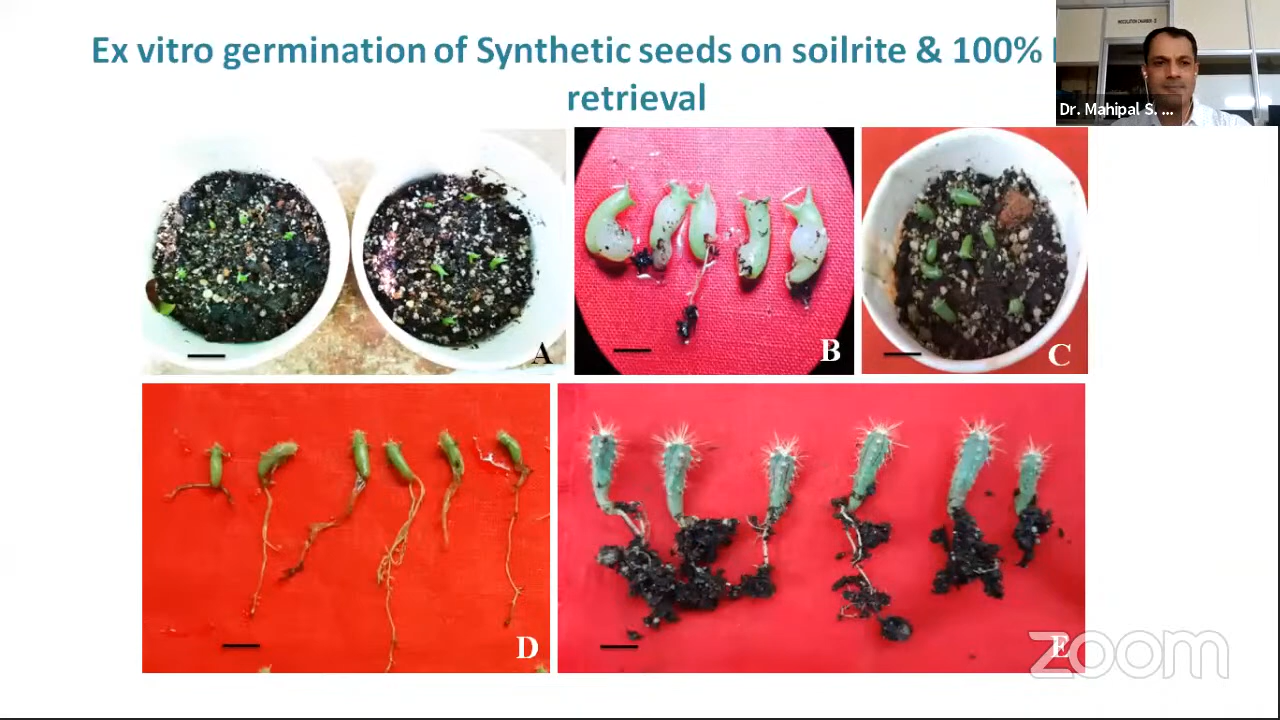 Ex vitro germination of Synthetic seeds on soilrite & 100%
retrieval
Dr. Mahipal S. ...
A
B
C
D
E
zoom